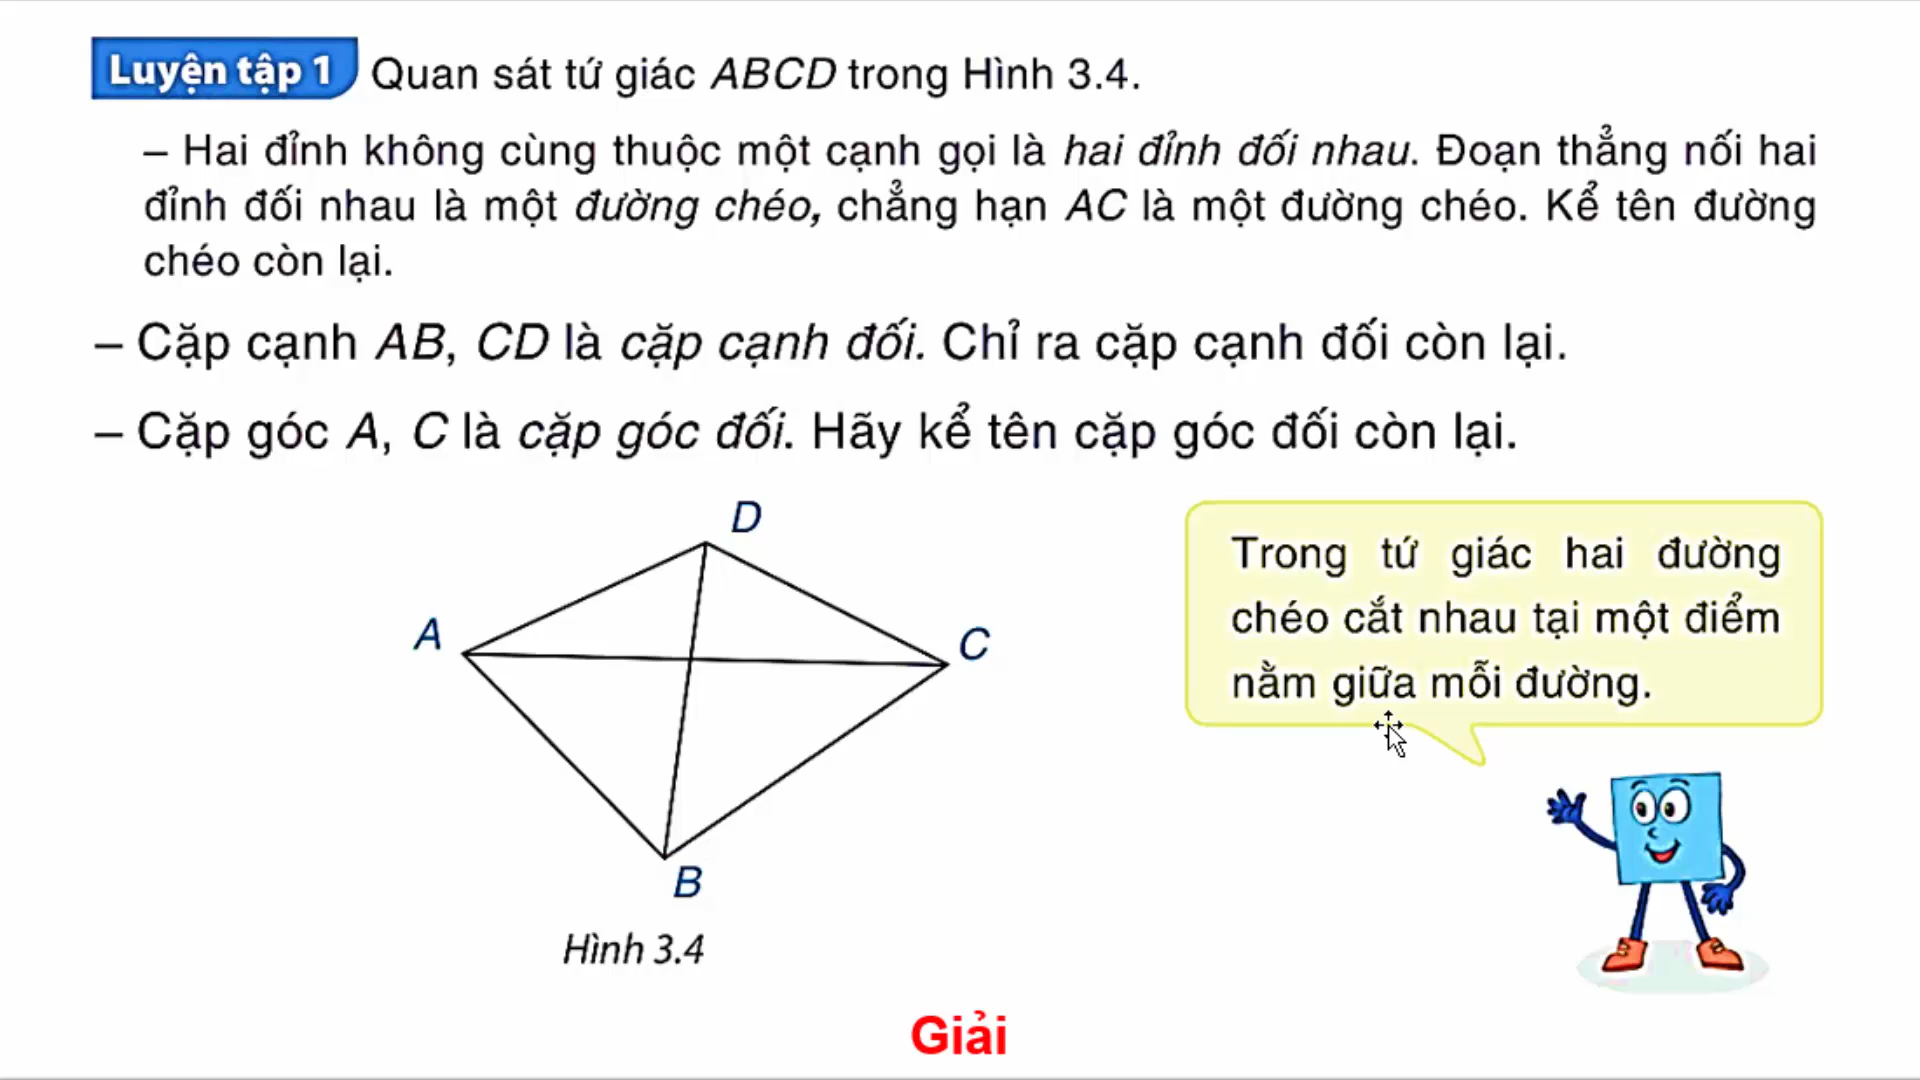 Luyện tập 1 Quan sát tứ giác ABCD trong Hình 3.4.
– Hai đỉnh không cùng thuộc một cạnh gọi là hai đỉnh đối nhau. Đoạn thẳng nối hai
đỉnh đối nhau là một đường chéo, chẳng hạn AC là một đường chéo. Kể tên đường
chéo còn lại.
– Cặp cạnh AB, CD là cặp cạnh đối. Chỉ ra cặp cạnh đối còn lại.
– Cặp góc A, C là cặp góc đối. Hãy kể tên cặp góc đối còn lại.
D
A
C
B
Hình 3.4
Trong tứ giác hai đường
chéo cắt nhau tại một điểm
nằm giữa mỗi đường.
Giải